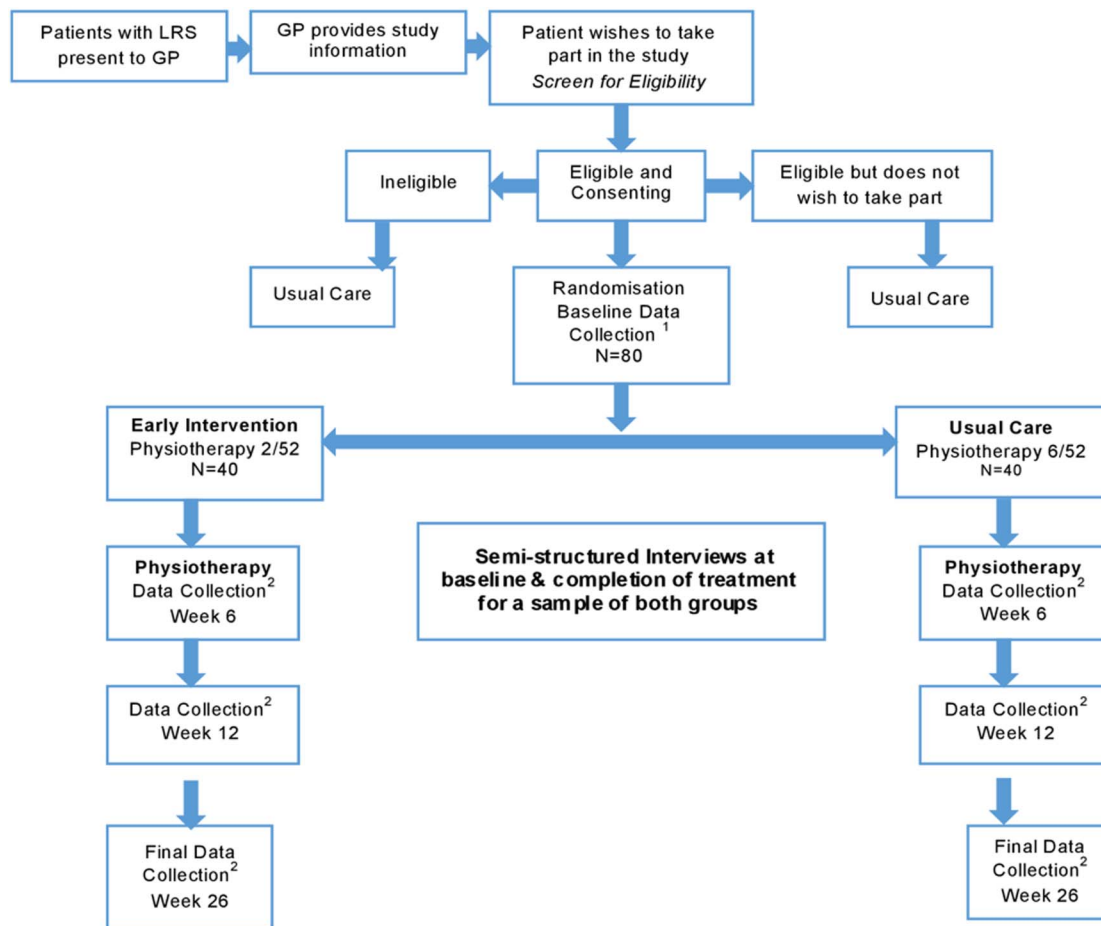 Patients with LRS
present to GP
GP provides study
information
Patient wishes to take
part in the study
Screen for Eligibility
Ineligible
Eligible and
Consenting
Eligible but does not
wish to take part
Usual Care
Randomisation
Baseline Data
Collection 1
N=80
Usual Care
Early Intervention
Physiotherapy 2/52
N=40
Usual Care
Physiotherapy 6/52
N=40
Semi-structured Interviews at
baseline & completion of treatment
for a sample of both groups
Physiotherapy
Data Collection2
Week 6
Physiotherapy
Data Collection2
Week 6
Data Collection2
Week 12
Data Collection2
Week 12
Final Data
Collection2
Week 26
Final Data
Collection2
Week 26